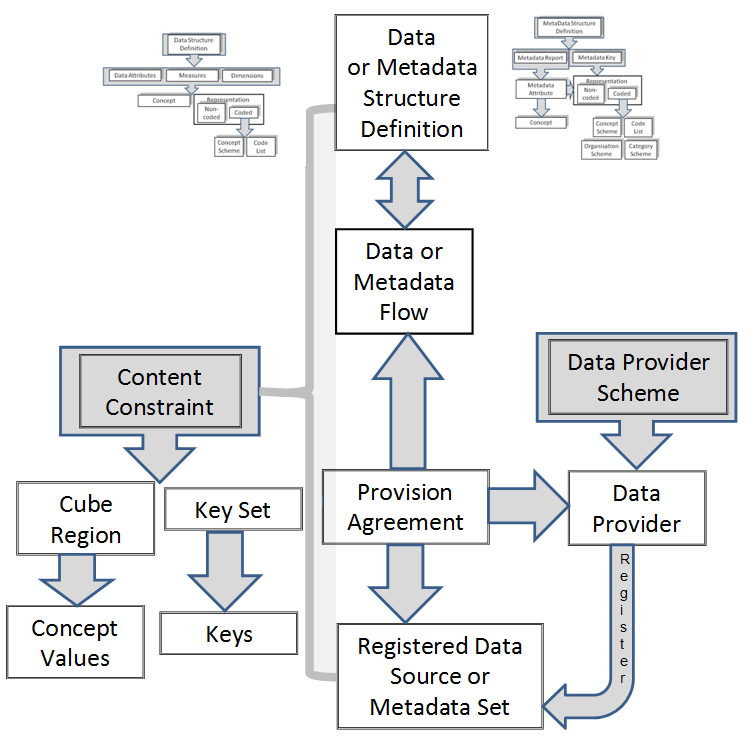 Data Structure
Definition
Data Attributes
Measures
Dimensions
Concept
Representation
Non-
coded
Coded
Concept
Scheme
Code
List
Data
or Metadata
Structure
Definition
MetaData Structure
Definition
Metadata Report
Metadata Key
Metadata
Attribute
Representation
Non-
coded
Coded
Concept
Concept
Scheme
Code
List
Organisation
Scheme
Category
Scheme
Data or
Metadata
Flow
Content
Constraint
Data Provider
Scheme
Cube
Region
Key Set
Provision
Agreement
Data
Provider
Register
Concept
Values
Keys
Registered Data
Source or
Metadata Set